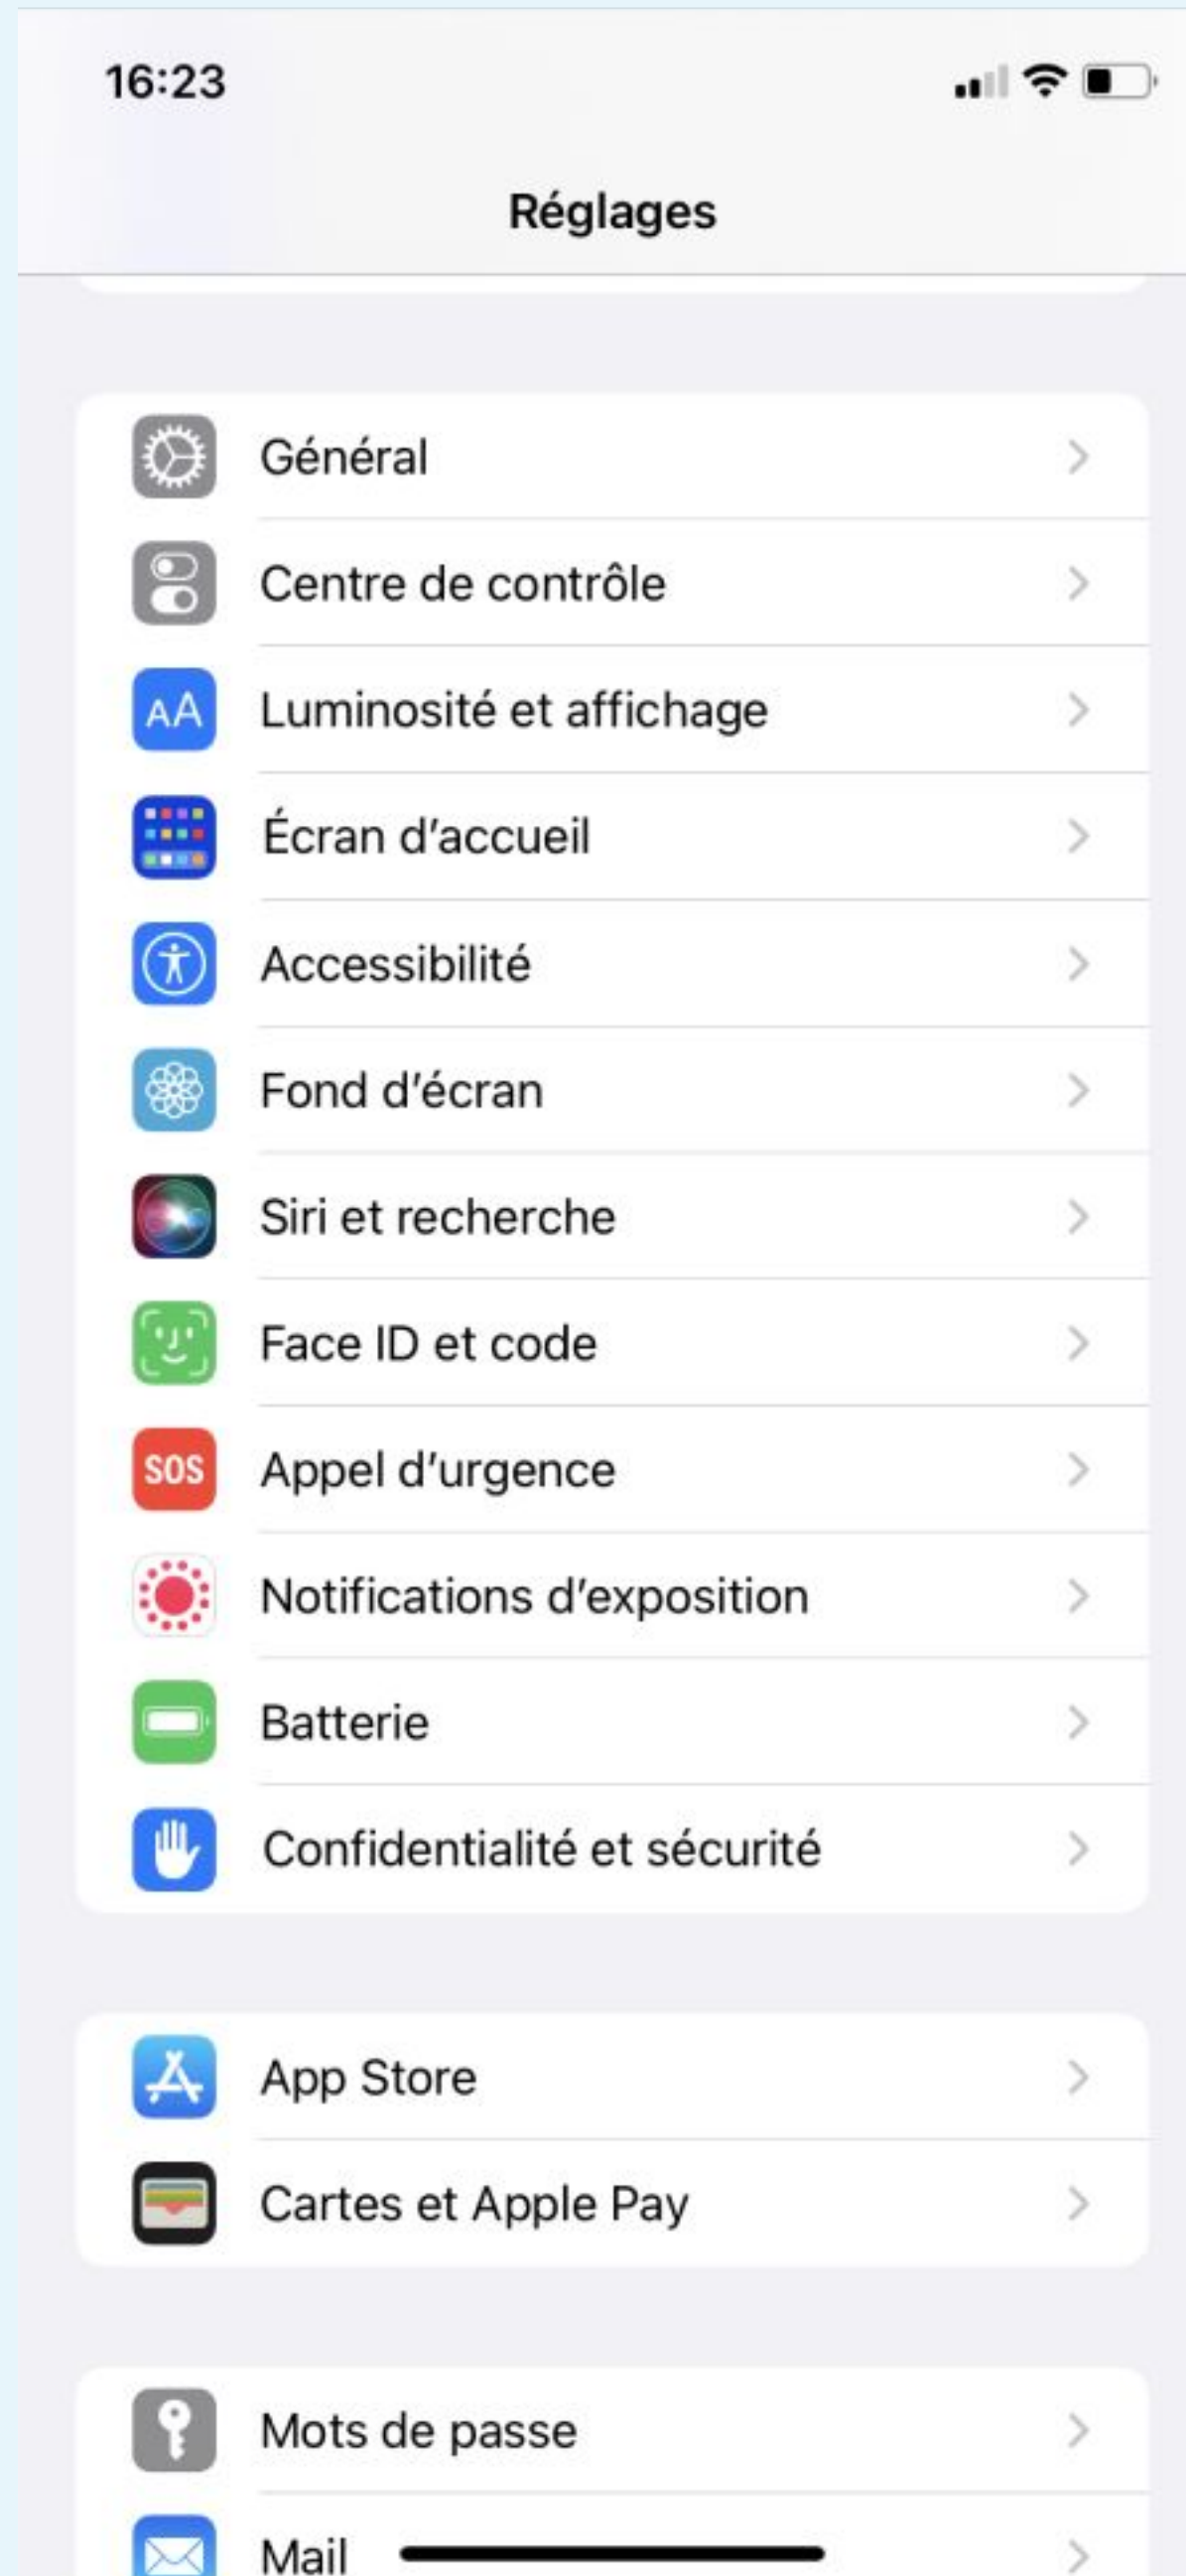 16:23
Réglages
Général
Centre de contrôle
AA Luminosité et affichage
Écran d’accueil
Accessibilité
Fond d’écran
Siri et recherche
Face ID et code
SOS Appel d’urgence
Notifications d’exposition
Batterie
Confidentialité et sécurité
App Store
Cartes et Apple Pay
Mots de passe
Mail